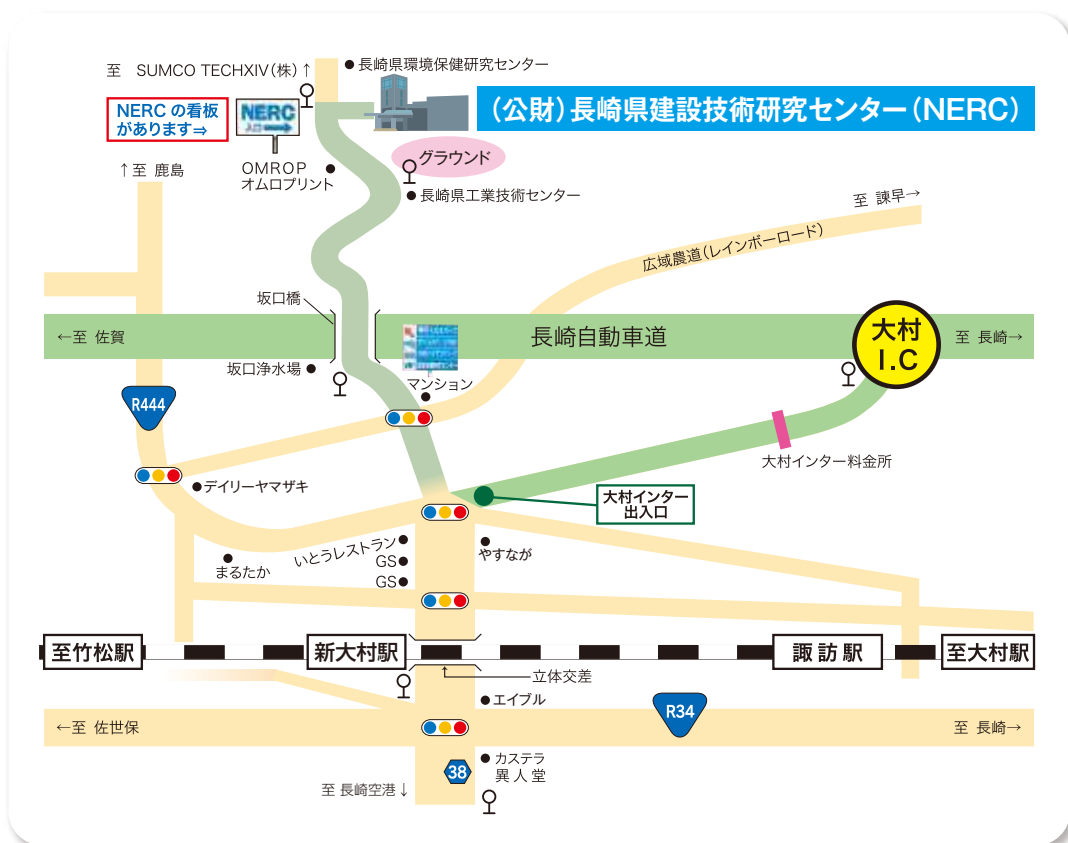 至 SUMCO TECHXIV(株)↑
長崎県環境保健研究センター
NERCの看板
があります⇒
NERC
入口
(公財)長崎県建設技術研究センター(NERC)
グラウンド
↑至 鹿島
OMROP
オムロプリント
長崎県工業技術センター
至 諫早→
広域農道(レインボーロード)
坂口橋
←至 佐賀
長崎自動車道
大村
I.C
至 長崎→
坂口浄水場
マンション
R444
大村インター料金所
デイリーヤマザキ
大村インター
出入口
いとうレストラン
やすなが
GS
まるたか
GS
至竹松駅
新大村駅
諏訪駅
至大村駅
立体交差
エイブル
R34
←至 佐世保
至 長崎→
カステラ
異人堂
38
至 長崎空港↓